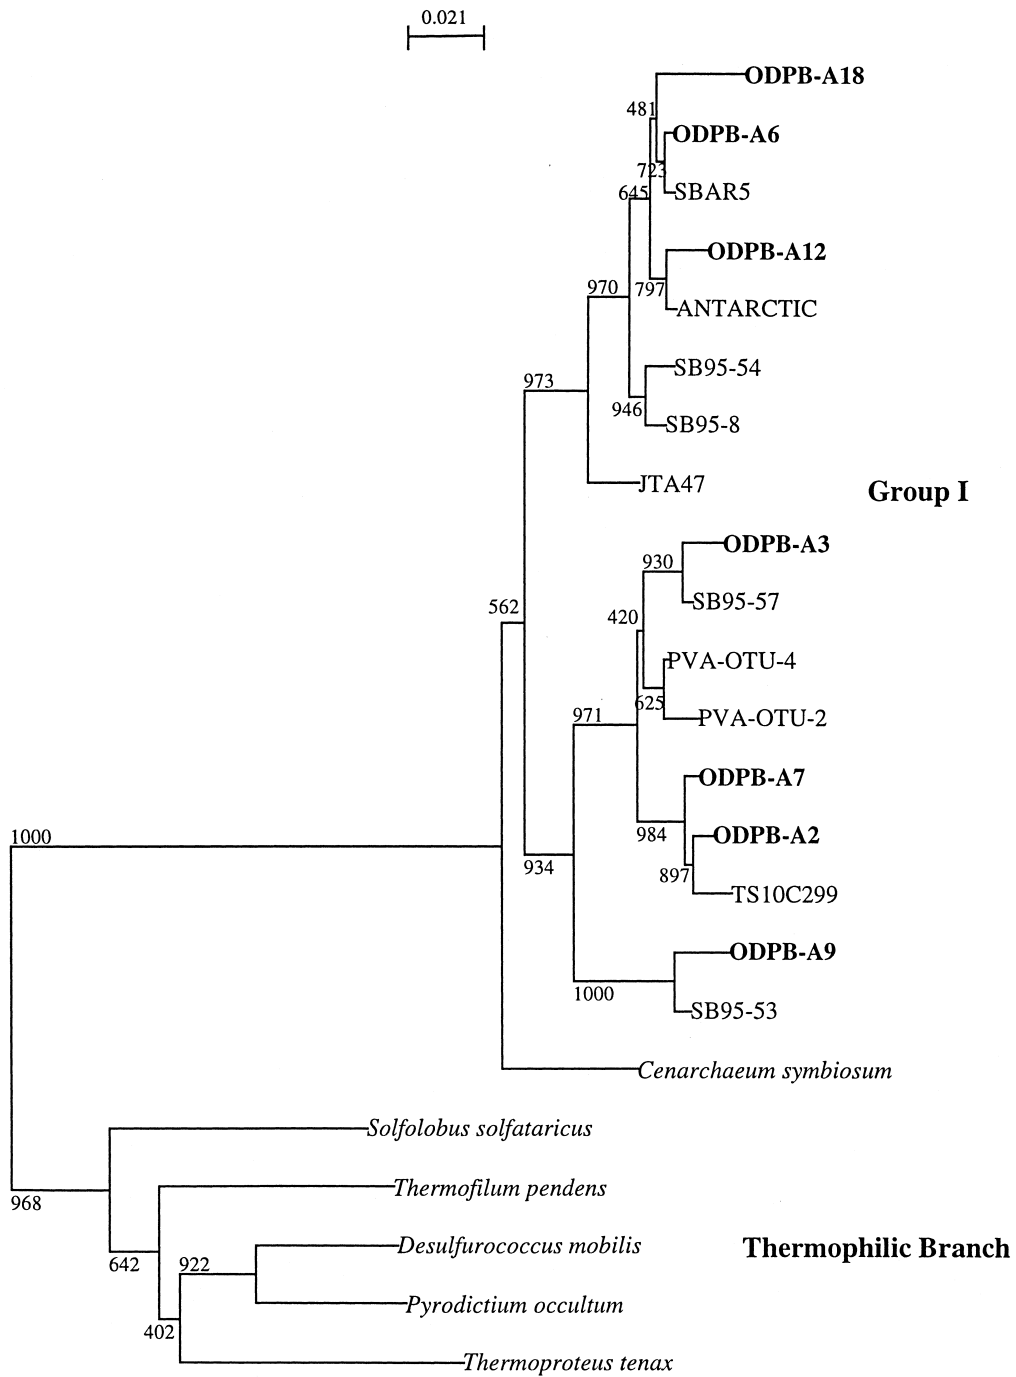 0.021
ODPB-A18
481
ODPB-A6
723
SBAR5
645
ODPB-A12
970
797
ANTARCTIC
SB95-54
973
946
SB95-8
JTA47
Group I
ODPB-A3
930
SB95-57
562
420
PVA-OTU-4
625
971
PVA-OTU-2
ODPB-A7
984
ODPB-A2
1000
934
897
TS10C299
ODPB-A9
1000
SB95-53
Cenarchaeum symbiosum
Solfolobus solfataricus
Thermofilum pendens
968
Desulfurococcus mobilis
Thermophilic Branch
642
922
Pyrodictium occultum
402
Thermoproteus tenax